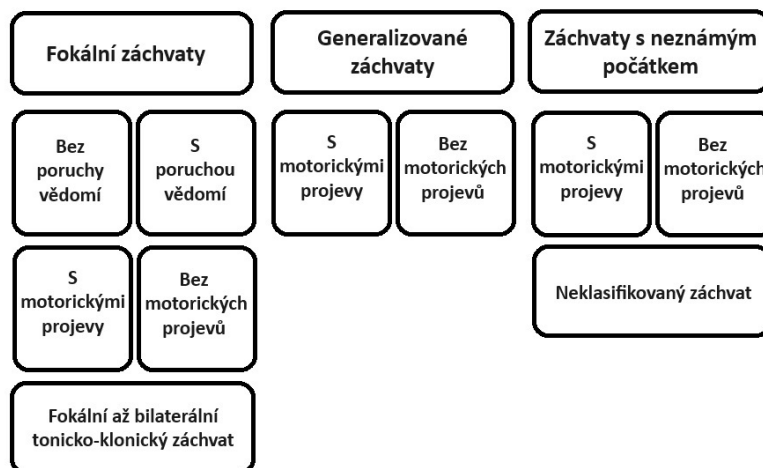 Fokální záchvaty
Generalizované
záchvaty
Záchvaty s neznámým
počátkem
Bez
poruchy
vědomí
S
poruchou
vědomí
S
motorickými
projevy
Bez
motorických
projevů
S
motorickými
projevy
Bez
motorických
projevů
S
motorickými
projevy
Bez
motorických
projevů
Neklasifikovaný záchvat
Fokální až bilaterální
tonicko-klonický záchvat